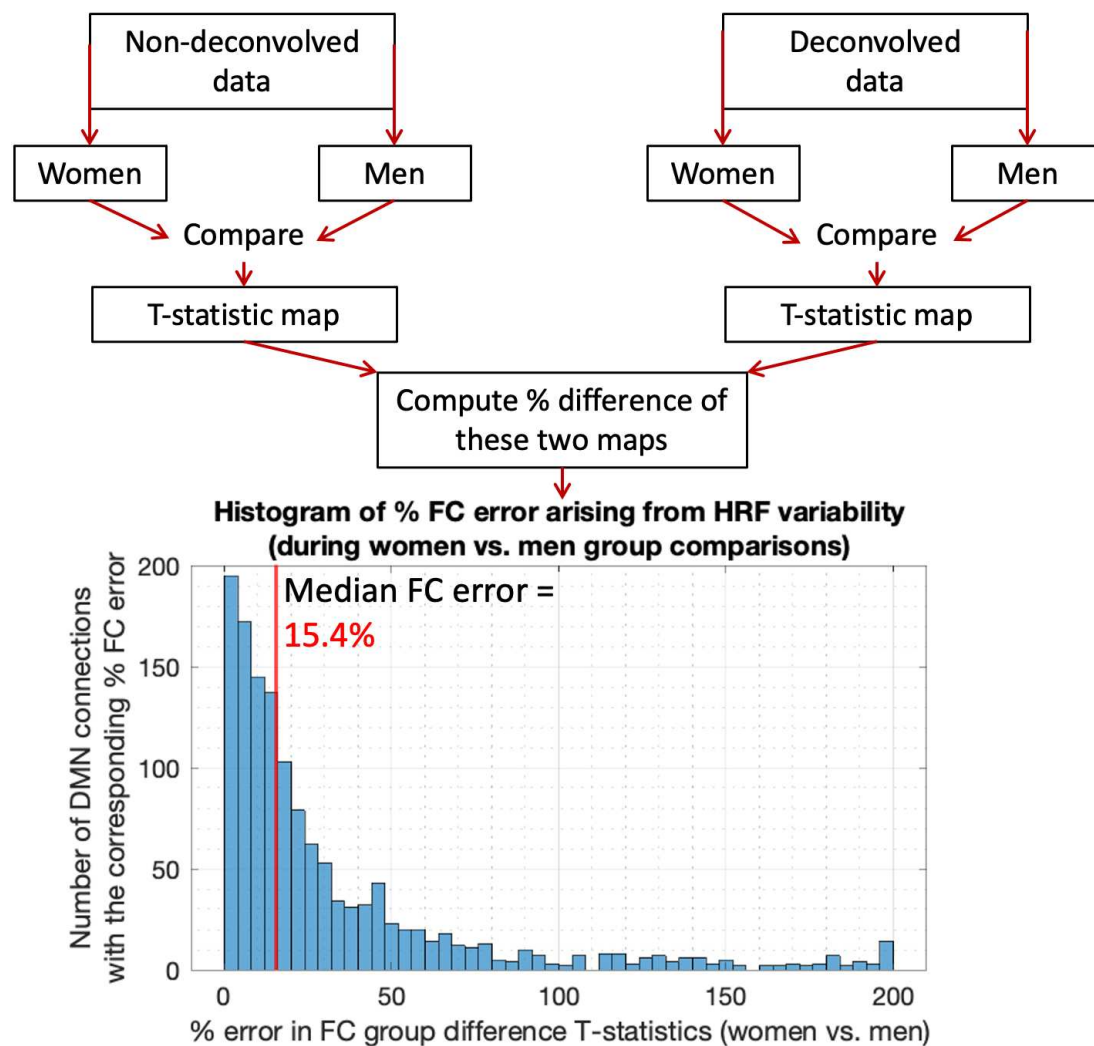 Non-deconvolved
data
Deconvolved
data
Women
Men
Women
Men
Compare
Compare
T-statistic map
T-statistic map
Compute % difference of
these two maps
Histogram of % FC error arising from HRF variability
(during women vs. men group comparisons)
Median FC error =
15.4%
Number of DMN connections
with the corresponding % FC error
200
150
100
50
0
0
50
100
150
200
% error in FC group difference T-statistics (women vs. men)